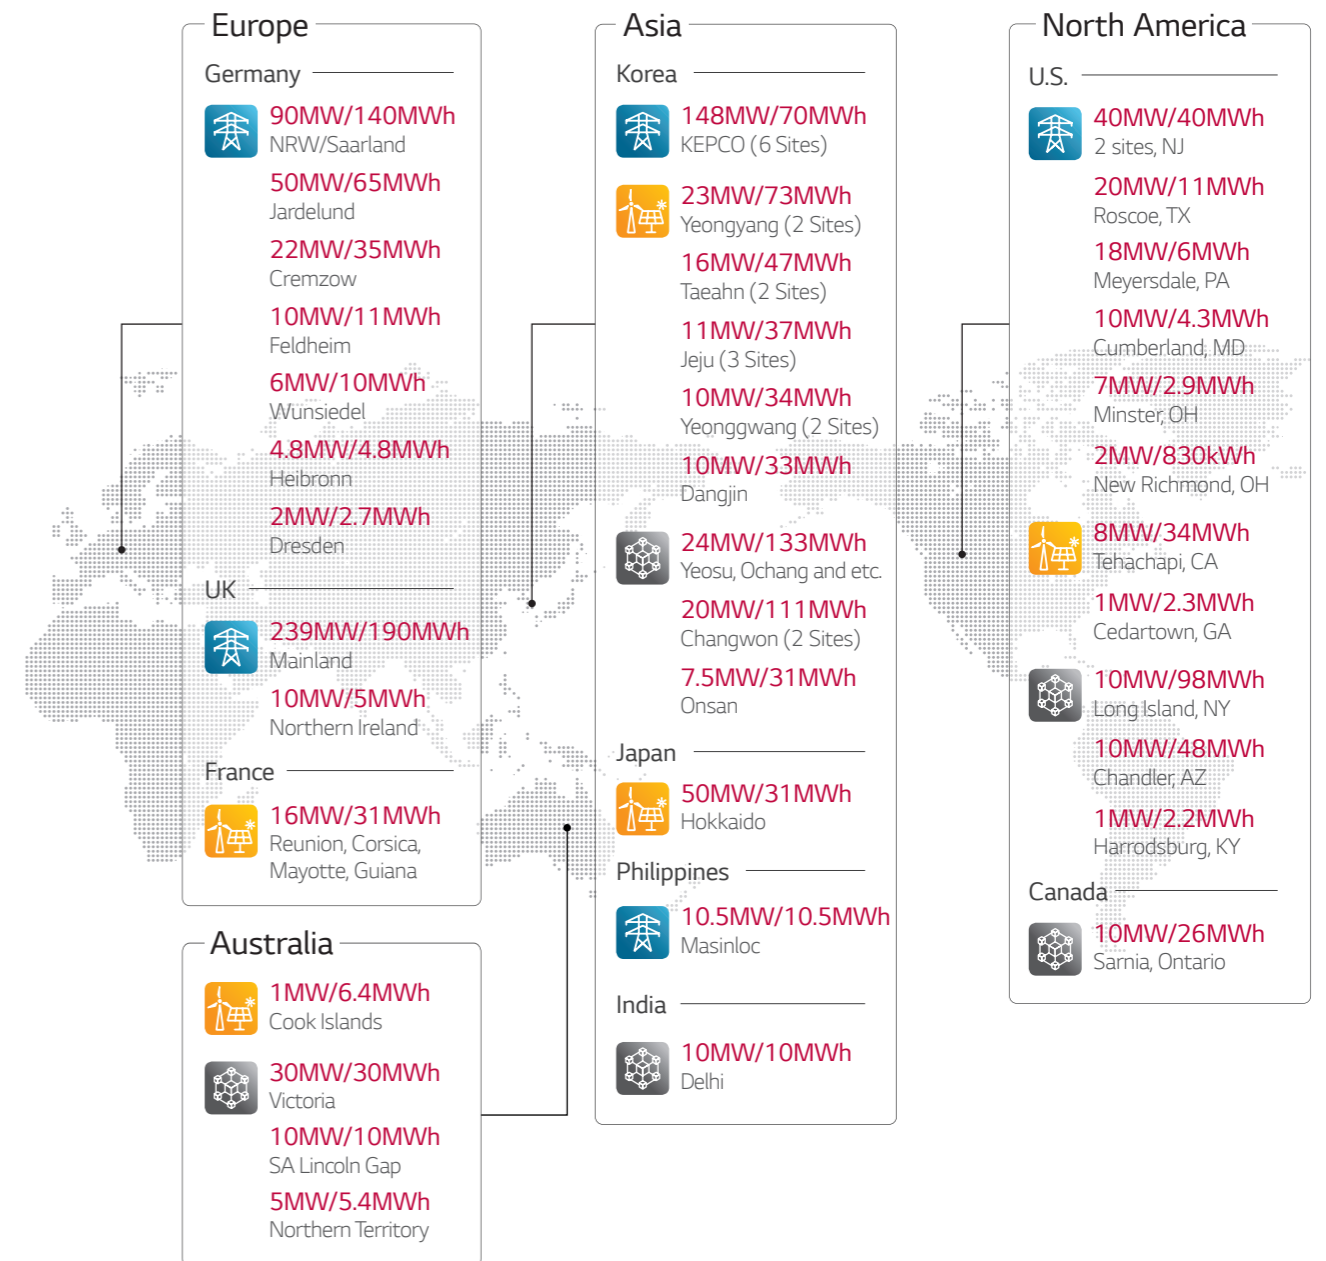 Europe
Germany
90MW/140MWh
NRW/Saarland
50MW/65MWh
Jardelund
22MW/35MWh
Cremzow
10MW/11MWh
Feldheim
6MW/10MWh
Wunsiedel
4.8MW/4.8MWh
Heibronn
2MW/2.7MWh
Dresden
UK
239MW/190MWh
Mainland
10MW/5MWh
Northern Ireland
France
16MW/31MWh
Reunion, Corsica,
Mayotte, Guiana
Australia
1MW/6.4MWh
Cook Islands
30MW/30MWh
Victoria
10MW/10MWh
SA Lincoln Gap
5MW/5.4MWh
Northern Territory
Asia
Korea
148MW/70MWh
KEPCO (6 Sites)
23MW/73MWh
Yeongyang (2 Sites)
16MW/47MWh
Taeahn (2 Sites)
11MW/37MWh
Jeju (3 Sites)
10MW/34MWh
Yeonggwang (2 Sites)
10MW/33MWh
Dangjin
24MW/133MWh
Yeosu, Ochang and etc.
20MW/111MWh
Changwon (2 Sites)
7.5MW/31MWh
Onsan
Japan
50MW/31MWh
Hokkaido
Philippines
10.5MW/10.5MWh
Masinloc
India
10MW/10MWh
Delhi
North America
U.S.
40MW/40MWh
2 sites, NJ
20MW/11MWh
Roscoe, TX
18MW/6MWh
Meyersdale, PA
10MW/4.3MWh
Cumberland, MD
7MW/2.9MWh
Minster, OH
2MW/830kWh
New Richmond, OH
8MW/34MWh
Tehachapi, CA
1MW/2.3MWh
Cedartown, GA
10MW/98MWh
Long Island, NY
10MW/48MWh
Chandler, AZ
1MW/2.2MWh
Harrodsburg, KY
Canada
10MW/26MWh
Sarnia, Ontario